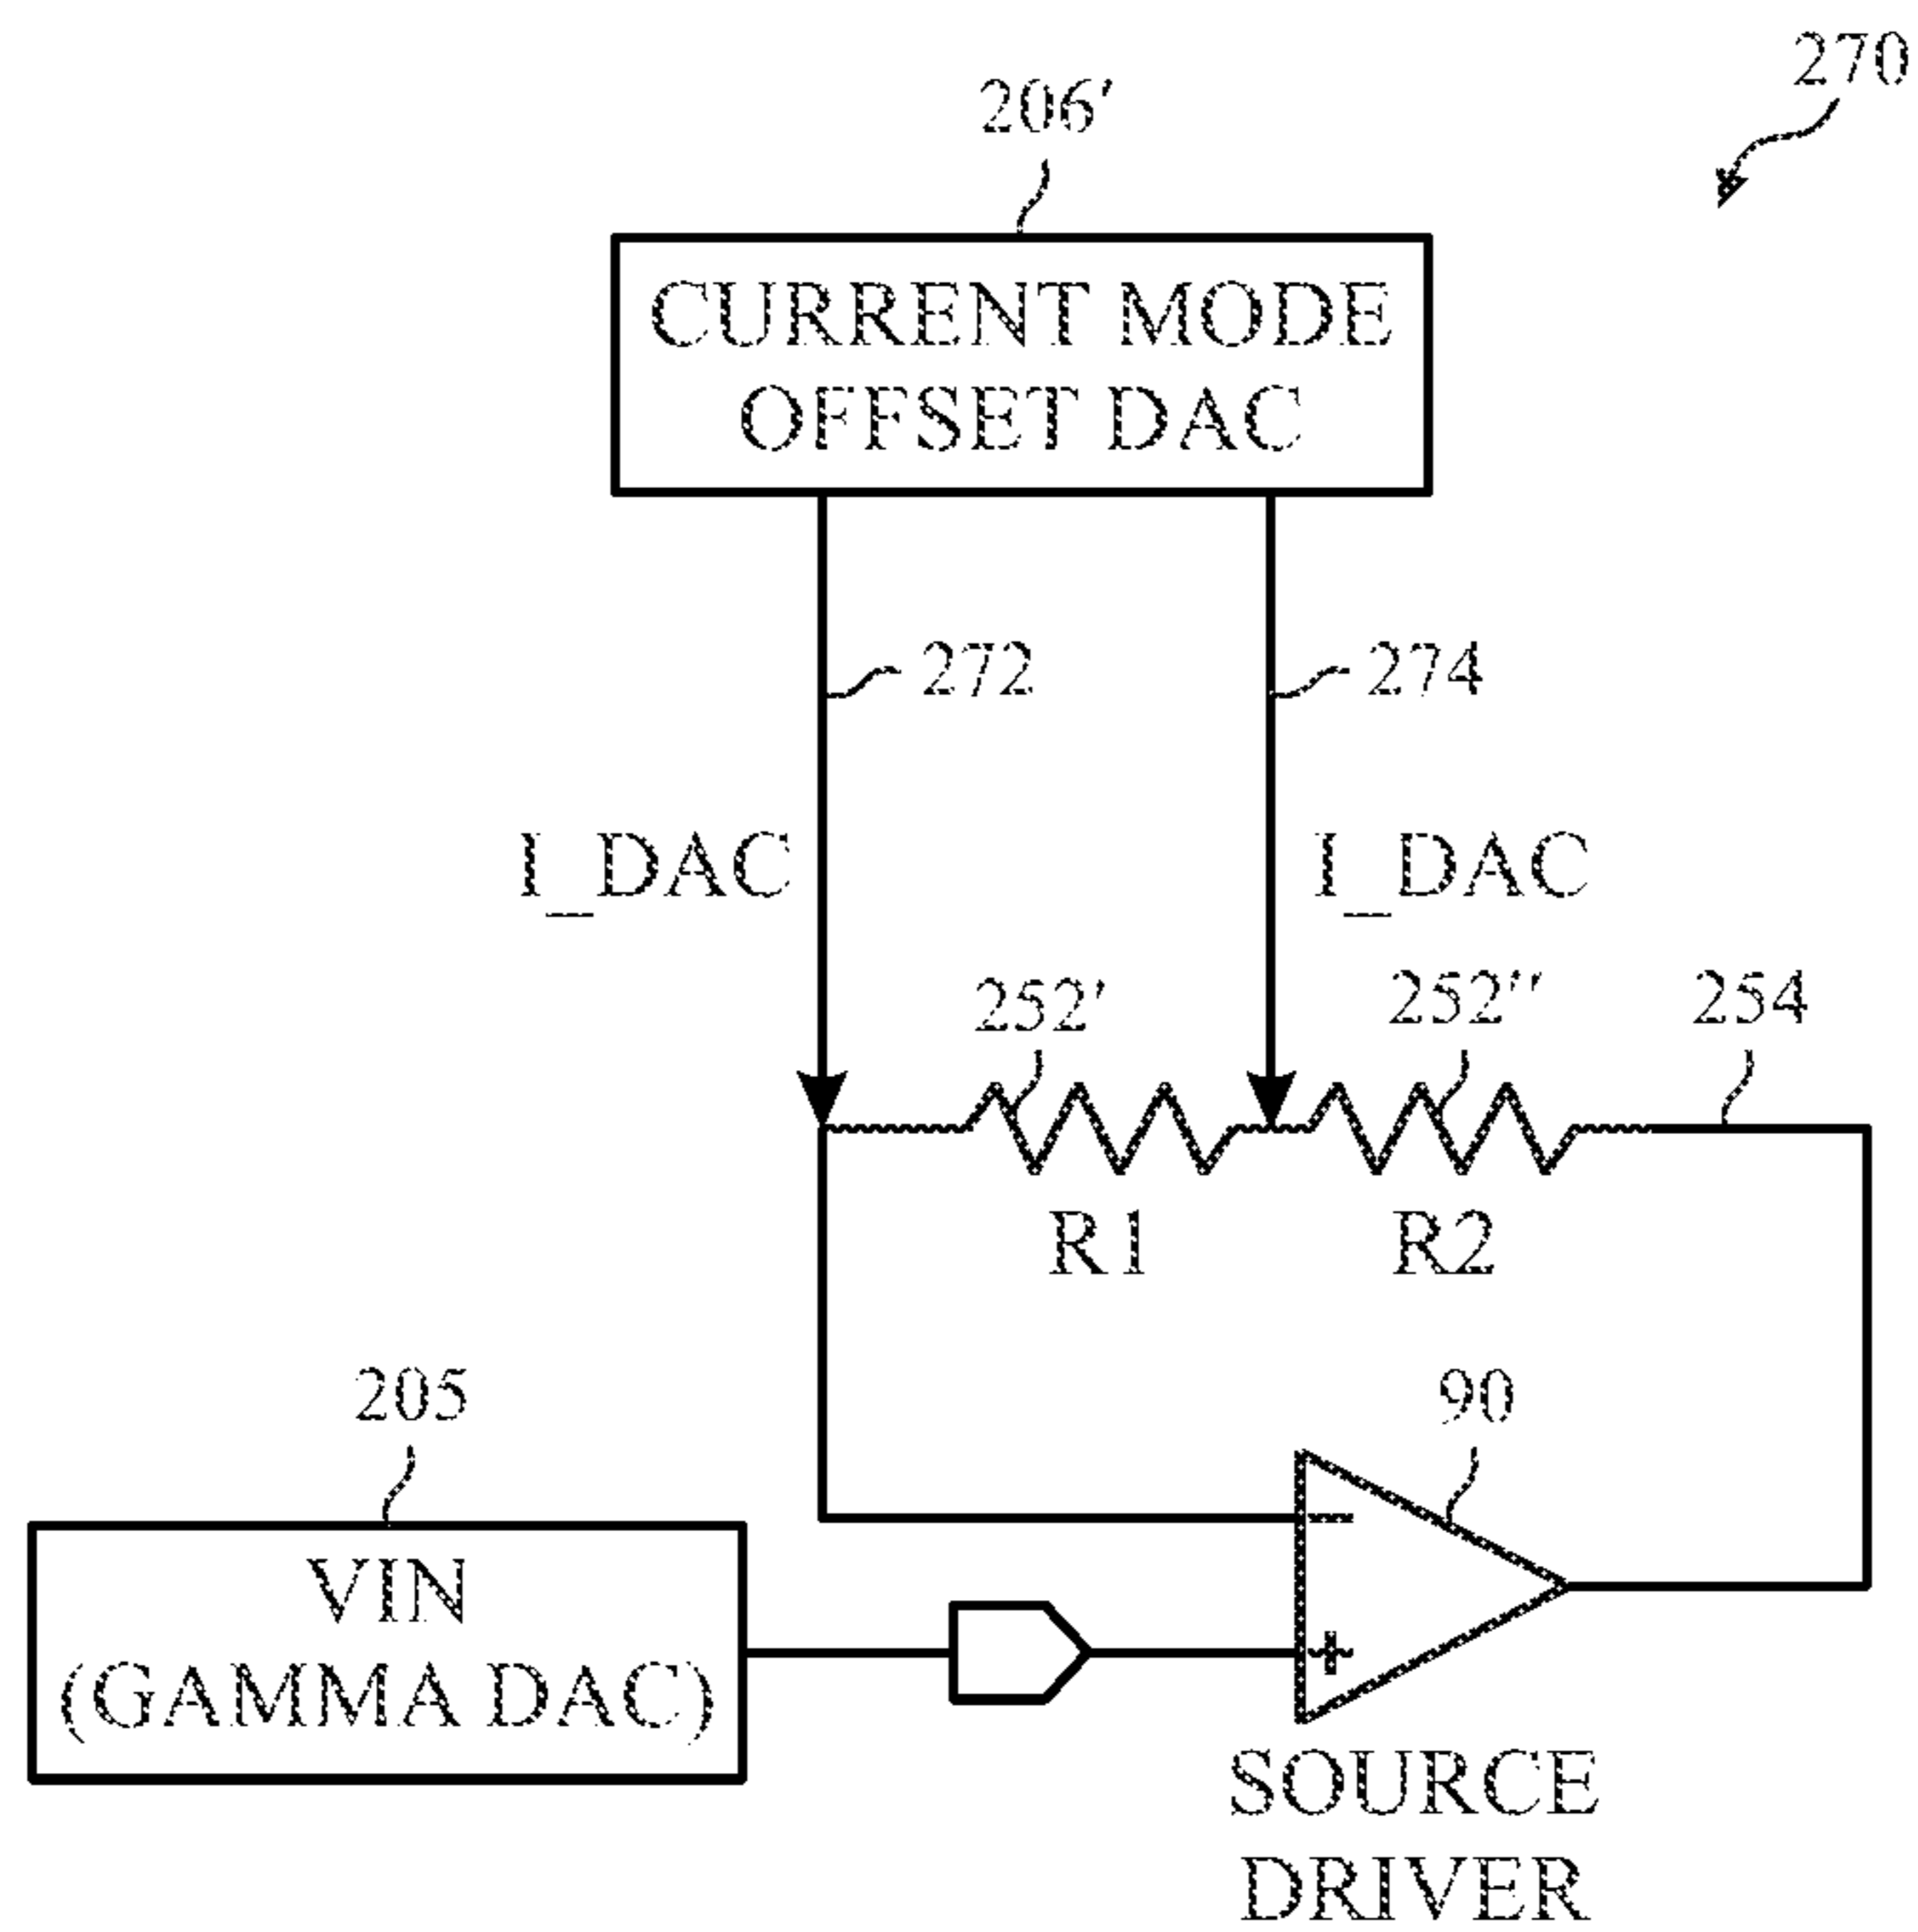 270
206'
CURRENT MODE
OFFSET DAC
272
274
I_DAC
I_DAC
252'
252"
254
R1
R2
205
90
VIN
(GAMMA DAC)
−
+
SOURCE
DRIVER